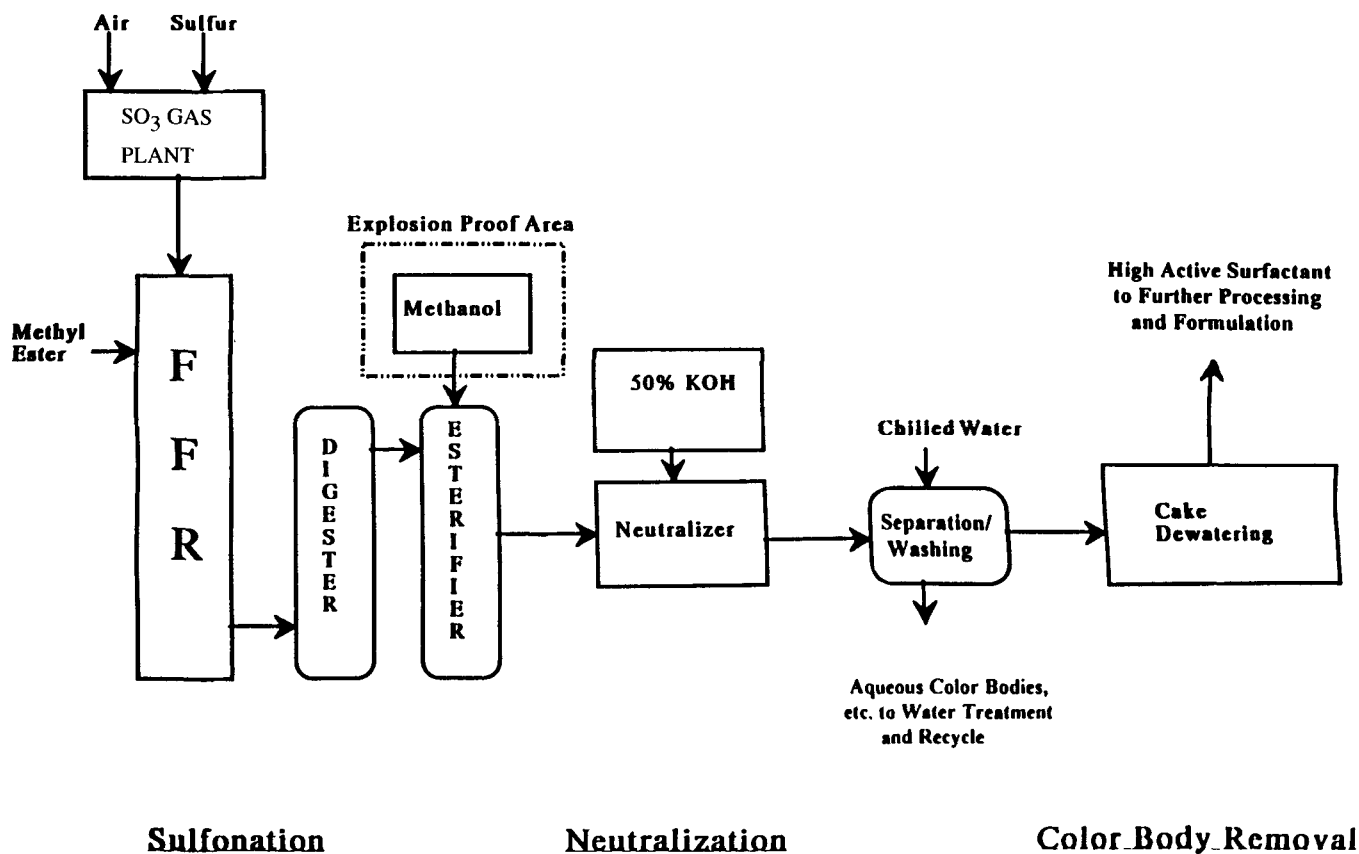 Air Sulfur
SO3 GAS
PLANT
Explosion Proof Area
Methanol
Methyl
Ester
F
F
R
DIGESTER
ESTERIFIER
50% KOH
Neutralizer
Chilled Water
Separation/
Washing
Aqueous Color Bodies,
etc. to Water Treatment
and Recycle
High Active Surfactant
to Further Processing
and Formulation
Cake
Dewatering
Sulfonation
Neutralization
Color Body Removal